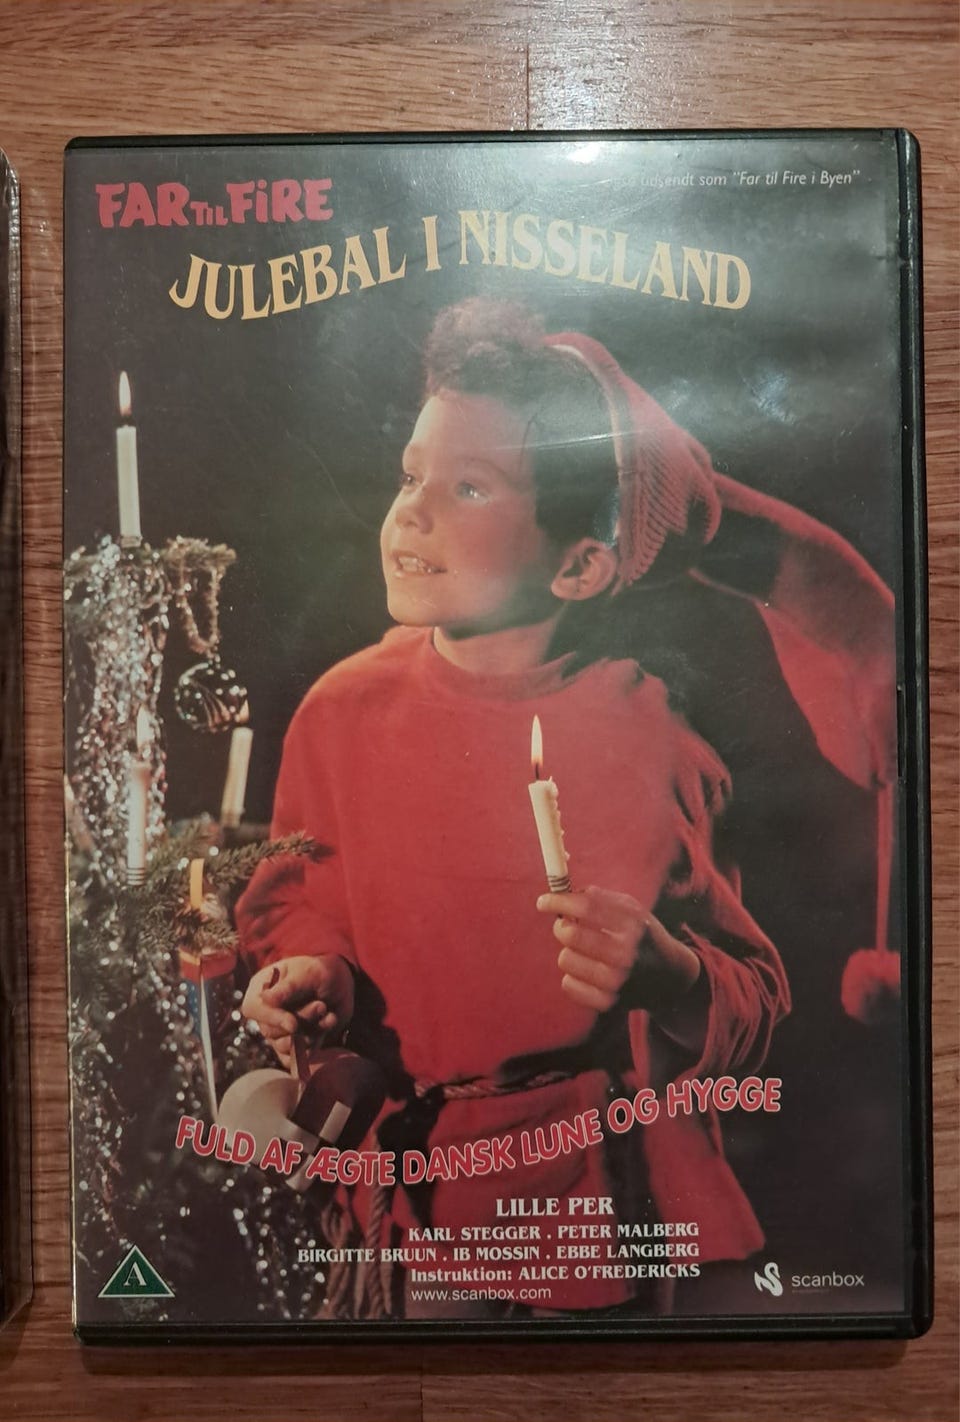 FAR TIL FIRE
udsendt som "Far til Fire i Byen"
JULEBAL I NISSELAND
FULD AF ÆGTE DANSK LUNE OG HYGGE
LILLE PER
KARL STEGGER . PETER MALBERG
BIRGITTE BRUUN . IB MOSSIN . EBBE LANGBERG
Instruktion: ALICE O'FREDERICKS
www.scanbox.com
A
scanbox